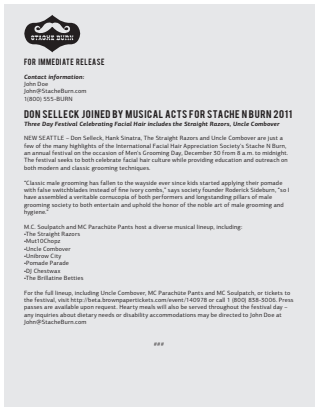 STACHE BURN
FOR IMMEDIATE RELEASE
Contact information:
John Doe
John@StacheBurn.com
1(800) 555-BURN
DON SELLECK JOINED BY MUSICAL ACTS FOR STACHE N BURN 2011
Three Day Festival Celebrating Facial Hair includes the Straight Razors, Uncle Comover
NEW SEATTLE – Don Selleck, Hank Sinatra, The Straight Razors and Uncle Combover are just a
few of the many highlights of the International Facial Hair Appreciation Society's Stache N Burn,
an annual festival on the occasion of Men's Grooming Day, December 30 from 8 a.m. to midnight.
The festival seeks to both celebrate facial hair culture while providing education and outreach on
both modern and classic grooming techniques.
"Classic male grooming has fallen to the wayside ever since kids started applying their pomade
with false switchblades instead of fine ivory combs," says society founder Roderick Sideburn, "so I
have assembled a veritable cornucopia of both performers and longstanding pillars of male
grooming society to both entertain and uphold the honor of the noble art of male grooming and
hygiene."
M.C. Soulpatch and MC Parachute Pants host a diverse musical lineup, including:
•The Straight Razors
•Mut10Chopz
•Uncle Combover
•Unibrow City
•Pomade Parade
•DJ Chestwax
•The Brillatine Betties
For the full lineup, including Uncle Combover, MC Parachute Pants and MC Soulpatch, or tickets to
the festival, visit http://beta.brownpapertickets.com/event/140978 or call 1 (800) 838-3006. Press
passes are available upon request. Hearty meals will also be served throughout the festival day –
any inquiries about dietary needs or disability accommodations may be directed to John Doe at
John@StacheBurn.com
###